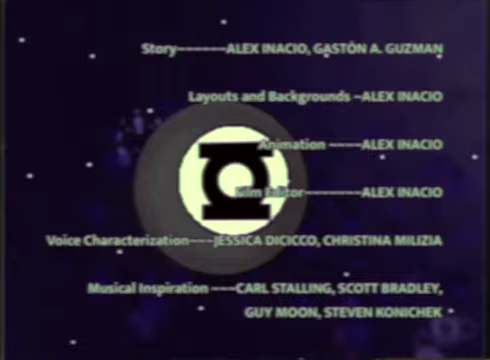 Story------ALEX INACIO, GASTÓN A. GUZMAN
Layouts and Backgrounds --ALEX INACIO
Animation ----ALEX INACIO
Film Editor-------ALEX INACIO
Voice Characterization---JESSICA DICICCO, CHRISTINA MILIZIA
Musical Inspiration ---CARL STALLING, SCOTT BRADLEY,
GUY MOON, STEVEN KONICHEK